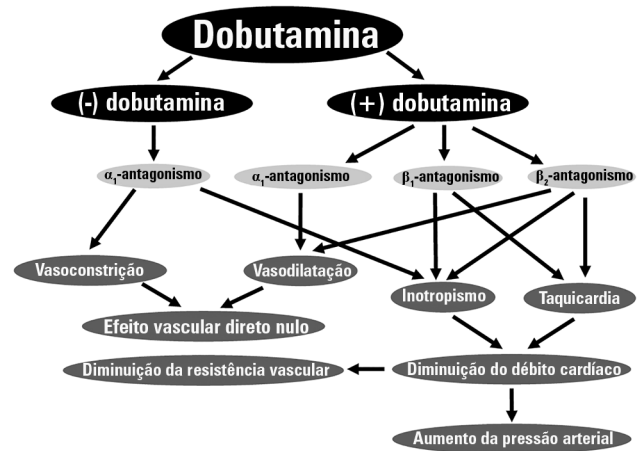 Dobutamina
(-) dobutamina
(+) dobutamina
α1-antagonismo
α1-antagonismo
β1-antagonismo
β2-antagonismo
Vasoconstrição
Vasodilatação
Inotropismo
Taquicardia
Efeito vascular direto nulo
Diminuição da resistência vascular
Diminuição do débito cardíaco
Aumento da pressão arterial